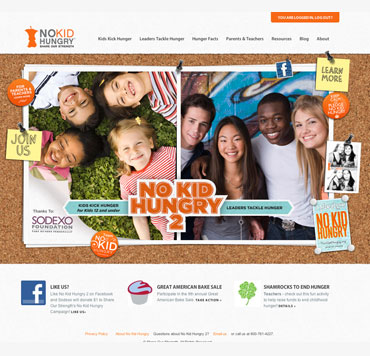 YOU ARE LOGGED IN, LOG OUT?
NO KID
HUNGRY
SHARE OUR STRENGTH
Kids Kick Hunger
Leaders Tackle Hunger
Hunger Facts
Parents & Teachers
Resources
Blog
About
FOR
PARENTS &
TEACHERS
JOIN
US
LEARN
MORE
KIDS KICK HUNGER
for Kids 12 and under
NO KID
HUNGRY
2
LEADERS TACKLE HUNGER
Thanks To
SODEXO
FOUNDATION
NO KID
HUNGRY
LIKE US!
Like No Kid Hungry 2 on Facebook
and Sodexo will donate $1 to Share
Our Strength's No Kid Hungry
Campaign! LIKE US
GREAT AMERICAN BAKE SALE
Participate in the 9th annual Great
American Bake Sale. TAKE ACTION >
SHAMROCKS TO END HUNGER
Teachers - check out this fun activity
to help raise funds to end childhood
hunger! DETAILS >
Privacy Policy
About No Kid Hungry
Questions about No Kid Hungry 2?
Email us
or call us at